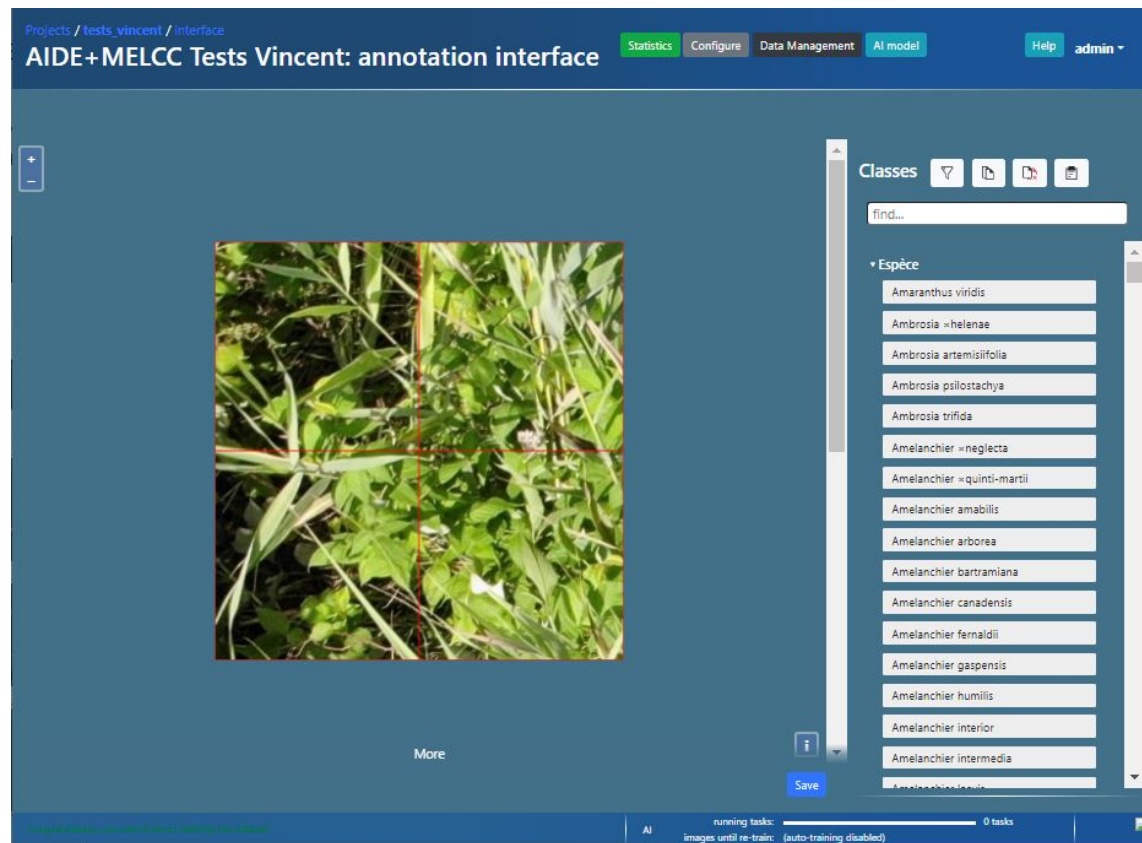 Projects / tests_vincent / interface
AIDE+MELCC Tests Vincent: annotation interface
Statistics
Configure
Data Management
AI model
Help
admin
+
−
Classes
find...
Espèce
Amaranthus viridis
Ambrosia ×helenae
Ambrosia artemisiifolia
Ambrosia psilostachya
Ambrosia trifida
Amelanchier ×neglecta
Amelanchier ×quinti-martii
Amelanchier amabilis
Amelanchier arborea
Amelanchier bartramiana
Amelanchier canadensis
Amelanchier fernaldii
Amelanchier gaspensis
Amelanchier humilis
Amelanchier interior
Amelanchier intermedia
More
i
Save
AI
running tasks: 0 tasks
images until re-train: (auto-training disabled)